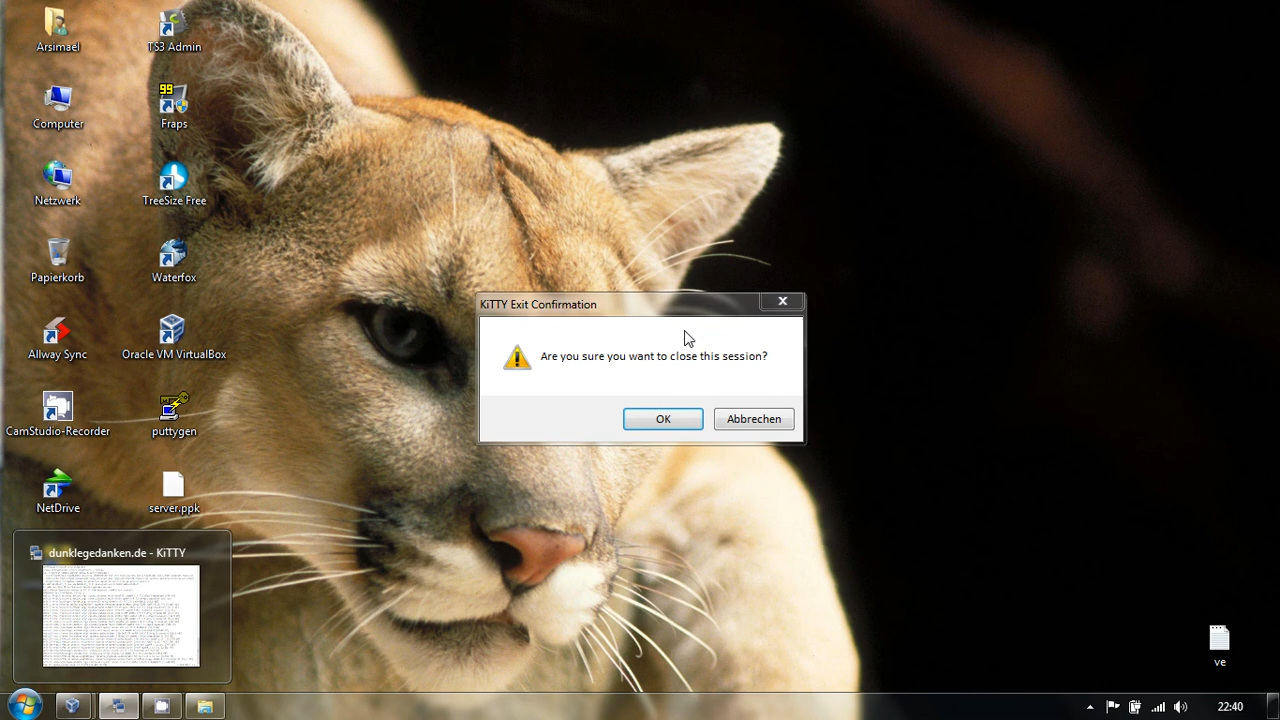 Arsimael
TS3 Admin
99
Computer
Fraps
Netzwerk
TreeSize Free
Papierkorb
Waterfox
Allway Sync
Oracle VM VirtualBox
CamStudio-Recorder
puttygen
NetDrive
server.ppk
KiTTY Exit Confirmation
Are you sure you want to close this session?
OK
Abbrechen
dunklegedanken.de - KiTTY
ve
22:40